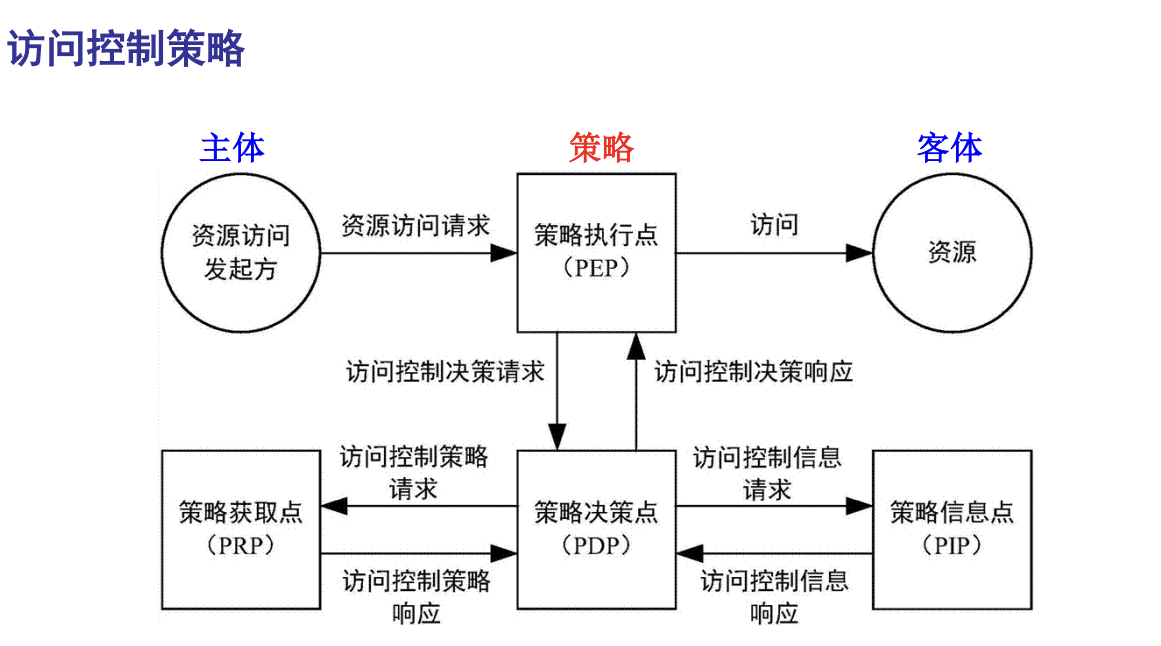 访问控制策略
主体
策略
客体
资源访问
发起方
资源访问请求
策略执行点
（PEP）
访问
资源
访问控制决策请求
访问控制决策响应
访问控制策略
请求
访问控制信息
请求
策略获取点
（PRP）
策略决策点
（PDP）
策略信息点
（PIP）
访问控制策略
响应
访问控制信息
响应